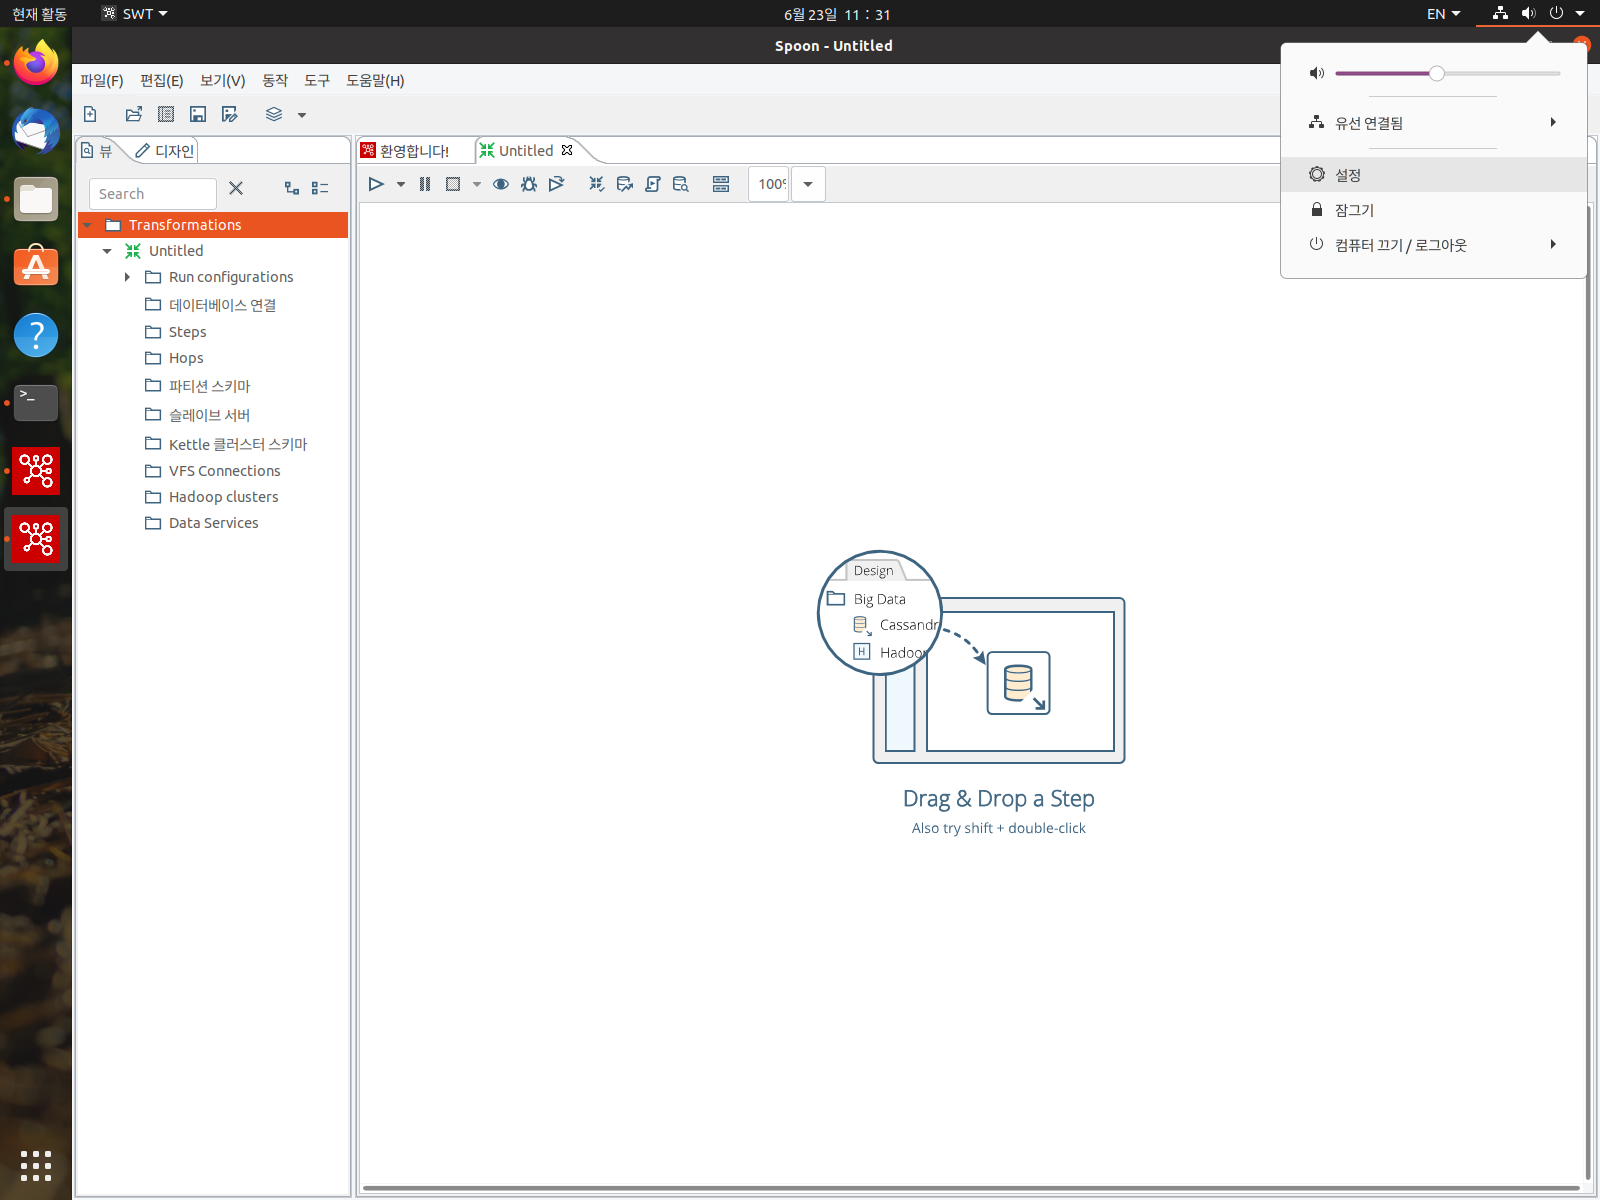 현재 활동
SWT
6월 23일 11 : 31
EN
Spoon - Untitled
파일(F) 편집(E) 보기(V) 동작 도구 도움말(H)
뷰
디자인
환영합니다!
Untitled
Search
100%
Transformations
Untitled
Run configurations
데이터베이스 연결
Steps
Hops
파티션 스키마
슬레이브 서버
Kettle 클러스터 스키마
VFS Connections
Hadoop clusters
Data Services
유선 연결됨
설정
잠그기
컴퓨터 끄기 / 로그아웃
Design
Big Data
Cassandr
H Hadoop
Drag & Drop a Step
Also try shift + double-click